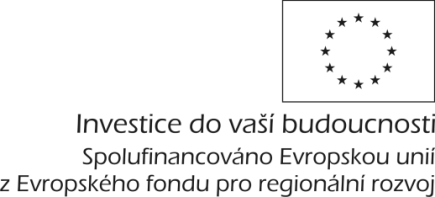 Investice do vaší budoucnosti
Spolufinancováno Evropskou unií
z Evropského fondu pro regionální rozvoj